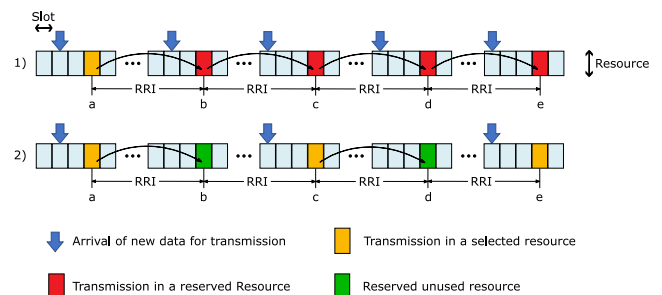 Slot
1)
Resource
RRI RRI RRI RRI
a b c d e
2)
RRI RRI RRI RRI
a b c d e
Arrival of new data for transmission
Transmission in a selected resource
Transmission in a reserved Resource
Reserved unused resource